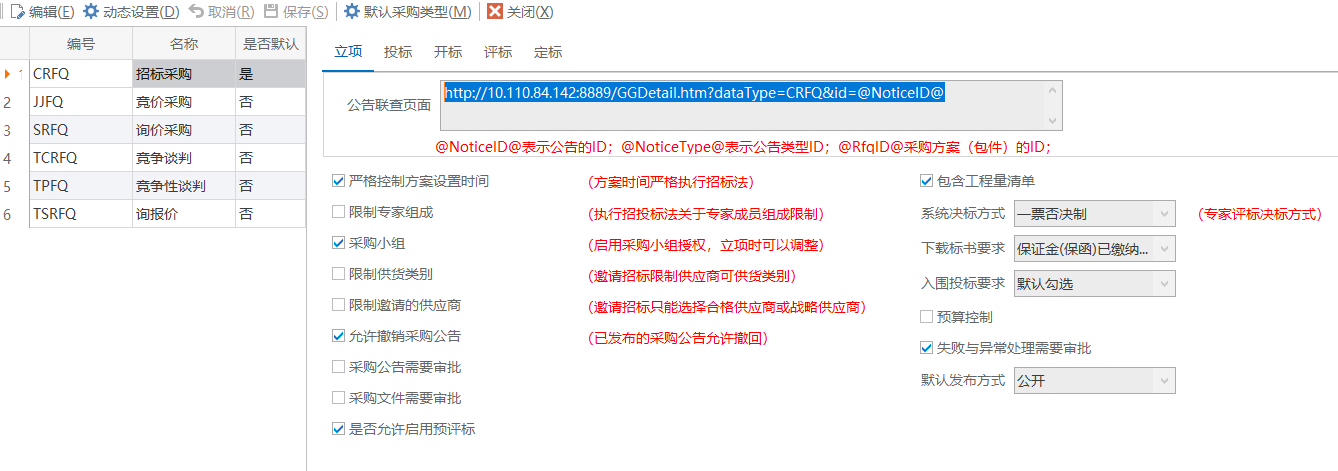 编辑(E) 动态设置(D) 取消(R) 保存(S) 默认采购类型(M) 关闭(X)
编号 名称 是否默认
1 CRFQ 招标采购 是
2 JJFQ 竞价采购 否
3 SRFQ 询价采购 否
4 TCRFQ 竞争谈判 否
5 TPFQ 竞争性谈判 否
6 TSRFQ 询报价 否
立项 投标 开标 评标 定标
公告联查页面 http://10.110.84.142:8889/GGDetail.htm?dataType=CRFQ&id=@NoticeID@
@NoticeID@表示公告的ID；@NoticeType@表示公告类型ID；@RfqID@采购方案（包件）的ID；
严格控制方案设置时间 （方案时间严格执行招标法） 包含工程量清单
限制专家组成 （执行招投标法关于专家成员组成限制） 系统决标方式 一票否决制 （专家评标决标方式）
采购小组 （启用采购小组授权，立项时可以调整） 下载标书要求 保证金(保函)已缴纳...
限制供货类别 （邀请招标限制供应商可供货类别） 入围投标要求 默认勾选
限制邀请的供应商 （邀请招标只能选择合格供应商或战略供应商） 预算控制
允许撤销采购公告 （已发布的采购公告允许撤回） 失败与异常处理需要审批
采购公告需要审批 默认发布方式 公开
采购文件需要审批
是否允许启用预评标